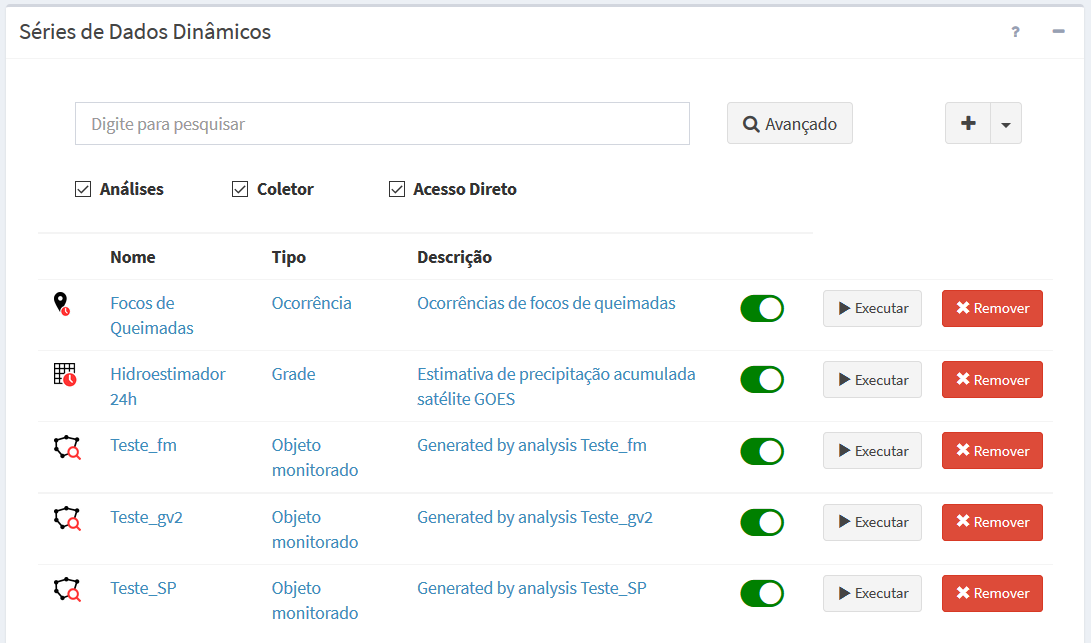 Séries de Dados Dinâmicos ?
Digite para pesquisar Avançado
Análises Coletor Acesso Direto
Nome Tipo Descrição
Focos de Queimadas Ocorrência Ocorrências de focos de queimadas Executar Remover
Hidroestimador 24h Grade Estimativa de precipitação acumulada satélite GOES Executar Remover
Teste_fm Objeto monitorado Generated by analysis Teste_fm Executar Remover
Teste_gv2 Objeto monitorado Generated by analysis Teste_gv2 Executar Remover
Teste_SP Objeto monitorado Generated by analysis Teste_SP Executar Remover